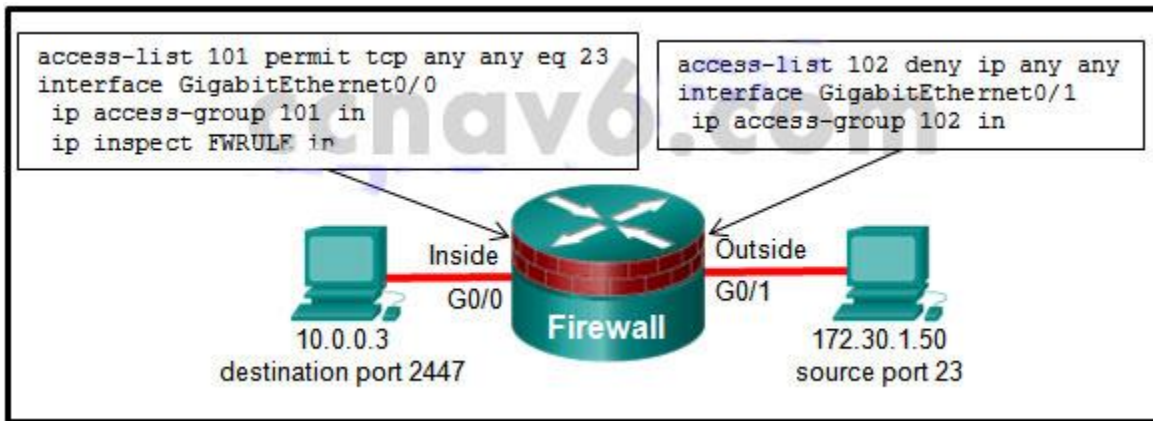 access-list 101 permit tcp any any eq 23
interface GigabitEthernet0/0
ip access-group 101 in
ip inspect FWRULE in
access-list 102 deny ip any any
interface GigabitEthernet0/1
ip access-group 102 in
ccnav6.com
Inside
G0/0
Outside
G0/1
Firewall
10.0.0.3
destination port 2447
172.30.1.50
source port 23